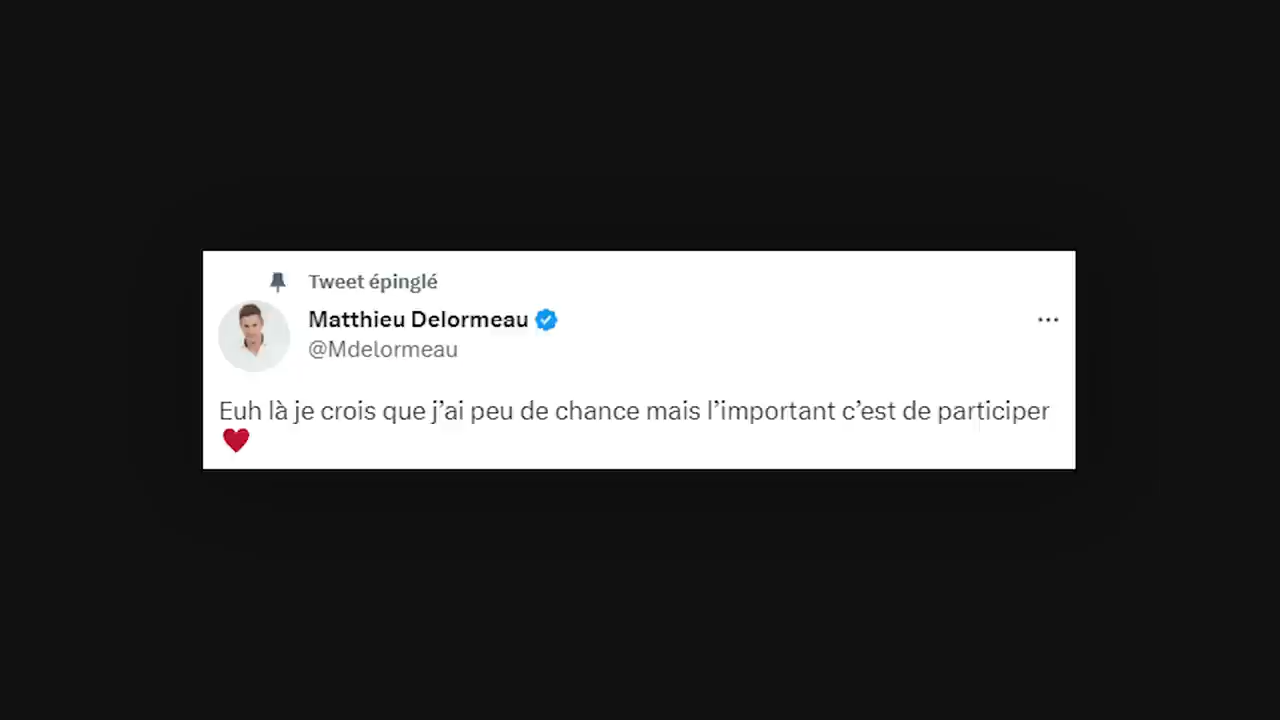 Tweet épinglé
Matthieu Delormeau
@Mdelormeau
Euh là je crois que j’ai peu de chance mais l’important c’est de participer
❤️